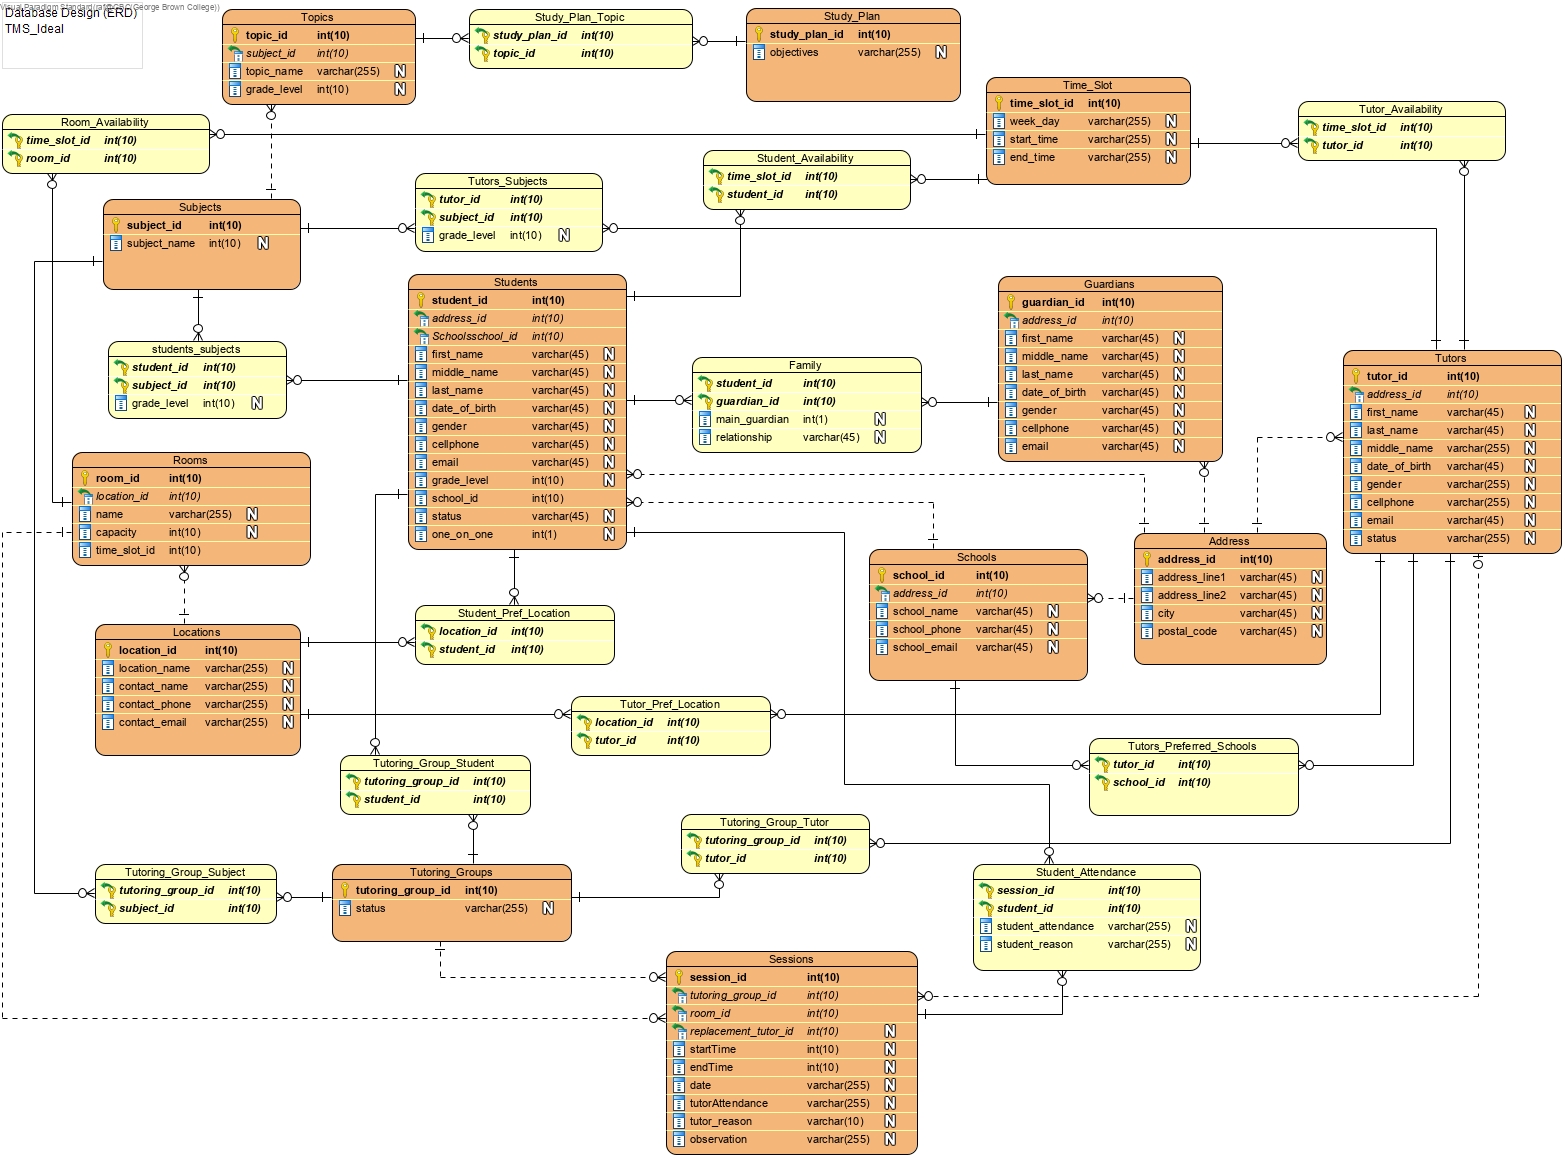 Visual Paradigm Standard(rafi@GBC(George Brown College))
Database Design (ERD)
TMS_Ideal
Topics
topic_id int(10)
subject_id int(10)
topic_name varchar(255) N
grade_level int(10) N
Study_Plan_Topic
study_plan_id int(10)
topic_id int(10)
Study_Plan
study_plan_id int(10)
objectives varchar(255) N
Time_Slot
time_slot_id int(10)
week_day varchar(255) N
start_time varchar(255) N
end_time varchar(255) N
Tutor_Availability
time_slot_id int(10)
tutor_id int(10)
Room_Availability
time_slot_id int(10)
room_id int(10)
Student_Availability
time_slot_id int(10)
student_id int(10)
Tutors_Subjects
tutor_id int(10)
subject_id int(10)
grade_level int(10) N
Subjects
subject_id int(10)
subject_name int(10) N
Students
student_id int(10)
address_id int(10)
Schoolsschool_id int(10)
first_name varchar(45) N
middle_name varchar(45) N
last_name varchar(45) N
date_of_birth varchar(45) N
gender varchar(45) N
cellphone varchar(45) N
email varchar(45) N
grade_level int(10) N
school_id int(10)
status varchar(45) N
one_on_one int(1) N
Guardians
guardian_id int(10)
address_id int(10)
first_name varchar(45) N
middle_name varchar(45) N
last_name varchar(45) N
date_of_birth varchar(45) N
gender varchar(45) N
cellphone varchar(45) N
email varchar(45) N
students_subjects
student_id int(10)
subject_id int(10)
grade_level int(10) N
Family
student_id int(10)
guardian_id int(10)
main_guardian int(1) N
relationship varchar(45) N
Tutors
tutor_id int(10)
address_id int(10)
first_name varchar(45) N
last_name varchar(45) N
middle_name varchar(255) N
date_of_birth varchar(45) N
gender varchar(255) N
cellphone varchar(255) N
email varchar(45) N
status varchar(255) N
Rooms
room_id int(10)
location_id int(10)
name varchar(255) N
capacity int(10) N
time_slot_id int(10)
Address
address_id int(10)
address_line1 varchar(45) N
address_line2 varchar(45) N
city varchar(45) N
postal_code varchar(45) N
Schools
school_id int(10)
address_id int(10)
school_name varchar(45) N
school_phone varchar(45) N
school_email varchar(45) N
Student_Pref_Location
location_id int(10)
student_id int(10)
Locations
location_id int(10)
location_name varchar(255) N
contact_name varchar(255) N
contact_phone varchar(255) N
contact_email varchar(255) N
Tutor_Pref_Location
location_id int(10)
tutor_id int(10)
Tutors_Preferred_Schools
tutor_id int(10)
school_id int(10)
Tutoring_Group_Student
tutoring_group_id int(10)
student_id int(10)
Tutoring_Group_Tutor
tutoring_group_id int(10)
tutor_id int(10)
Tutoring_Group_Subject
tutoring_group_id int(10)
subject_id int(10)
Tutoring_Groups
tutoring_group_id int(10)
status varchar(255) N
Student_Attendance
session_id int(10)
student_id int(10)
student_attendance varchar(255) N
student_reason varchar(255) N
Sessions
session_id int(10)
tutoring_group_id int(10)
room_id int(10)
replacement_tutor_id int(10) N
startTime int(10) N
endTime int(10) N
date varchar(255) N
tutorAttendance varchar(255) N
tutor_reason varchar(10) N
observation varchar(255) N